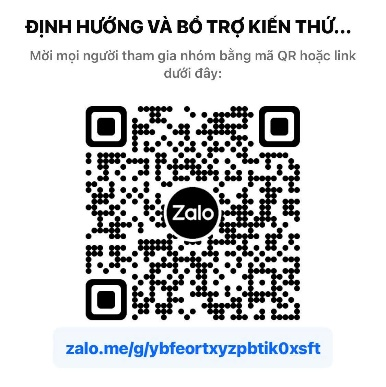 ĐỊNH HƯỚNG VÀ BỔ TRỢ KIẾN THỨ...
Mời mọi người tham gia nhóm bằng mã QR hoặc link
dưới đây:
Zalo
zalo.me/g/ybfeortxyzpbtik0xsft